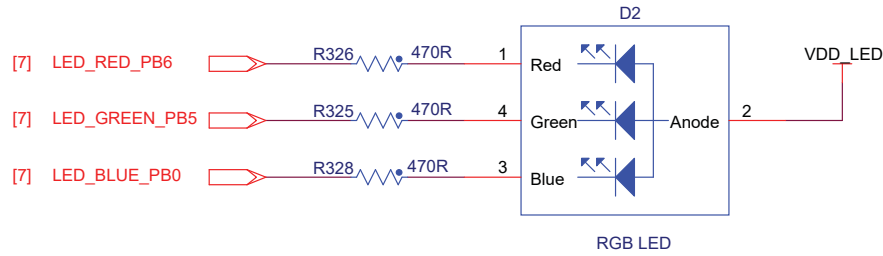 D2
[7] LED_RED_PB6 R326 470R 1 Red VDD_LED
[7] LED_GREEN_PB5 R325 470R 4 Green Anode 2
[7] LED_BLUE_PB0 R328 470R 3 Blue
RGB LED